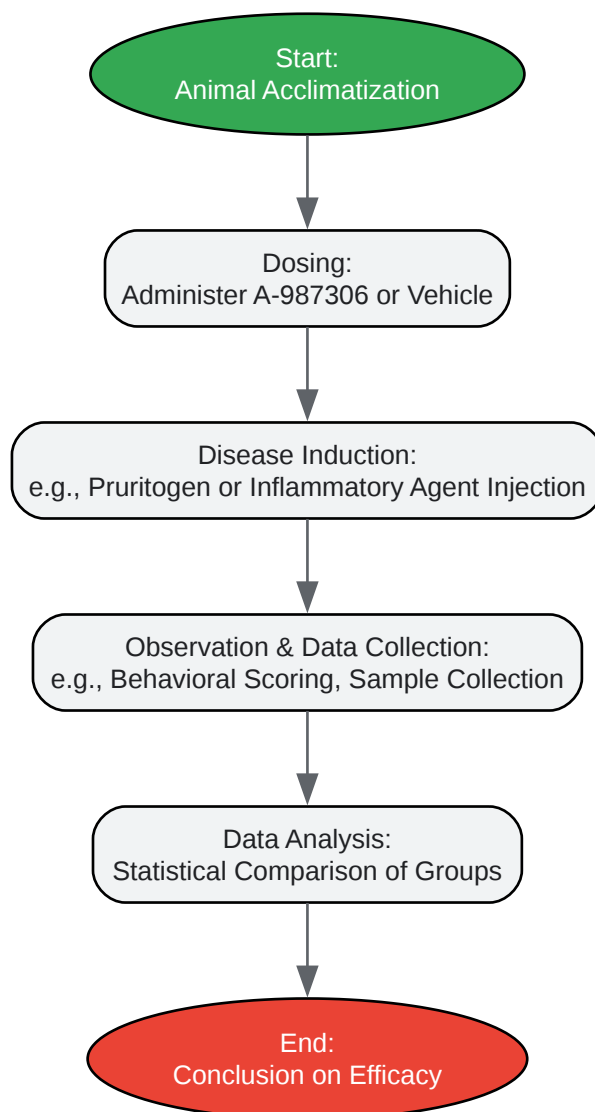 Start:
Animal Acclimatization
Dosing:
Administer A-987306 or Vehicle
Disease Induction:
e.g., Pruritogen or Inflammatory Agent Injection
Observation & Data Collection:
e.g., Behavioral Scoring, Sample Collection
Data Analysis:
Statistical Comparison of Groups
End:
Conclusion on Efficacy